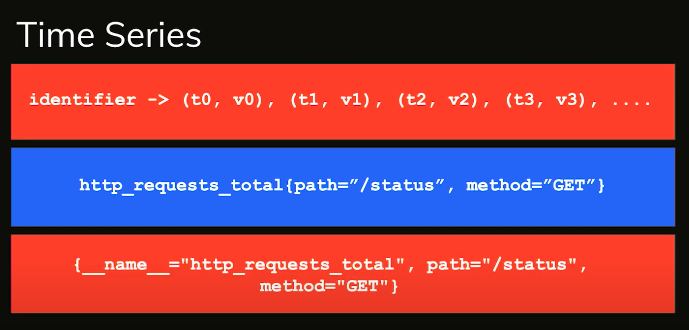 Time Series
identifier -> (t0, v0), (t1, v1), (t2, v2), (t3, v3), ....
http_requests_total{path=”/status”, method=”GET”}
{__name__="http_requests_total", path="/status",
method="GET"}